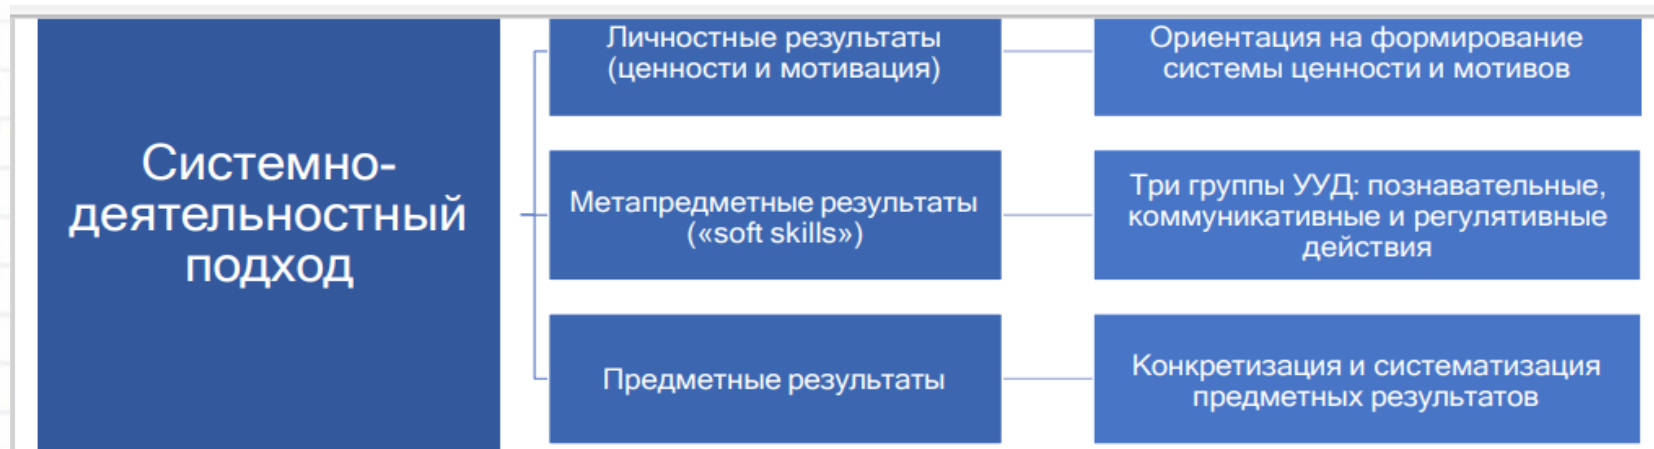 Системно-
деятельностный
подход
Личностные результаты
(ценности и мотивация)
Ориентация на формирование
системы ценности и мотивов
Метапредметные результаты
(«soft skills»)
Три группы УУД: познавательные,
коммуникативные и регулятивные
действия
Предметные результаты
Конкретизация и систематизация
предметных результатов